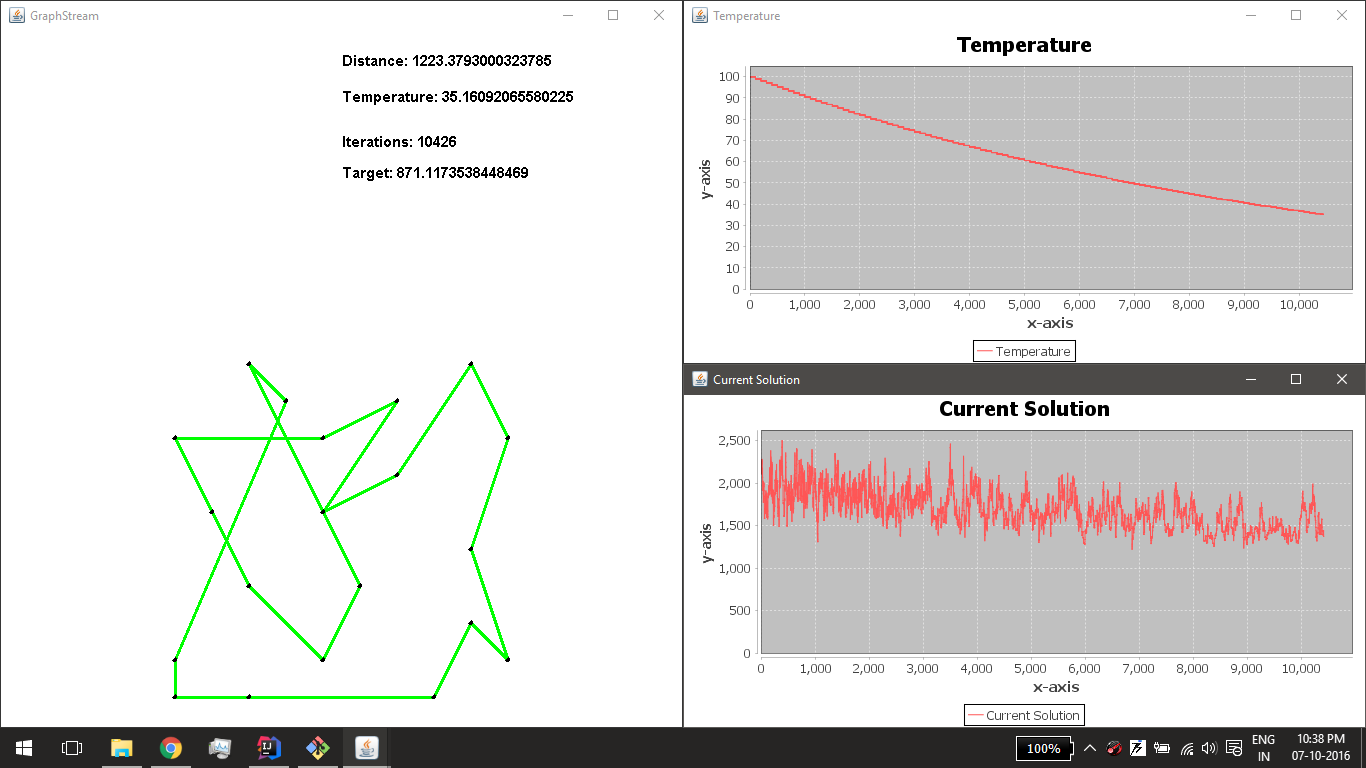 GraphStream
Distance: 1223.3793000323785
Temperature: 35.16092065580225
Iterations: 10426
Target: 871.1173538448469
Temperature
Temperature
100
90
80
70
60
50
40
30
20
10
0
y-axis
0 1,000 2,000 3,000 4,000 5,000 6,000 7,000 8,000 9,000 10,000
x-axis
Temperature
Current Solution
Current Solution
2,500
2,000
1,500
1,000
500
0
y-axis
0 1,000 2,000 3,000 4,000 5,000 6,000 7,000 8,000 9,000 10,000
x-axis
Current Solution
100%
ENG
IN
10:38 PM
07-10-2016